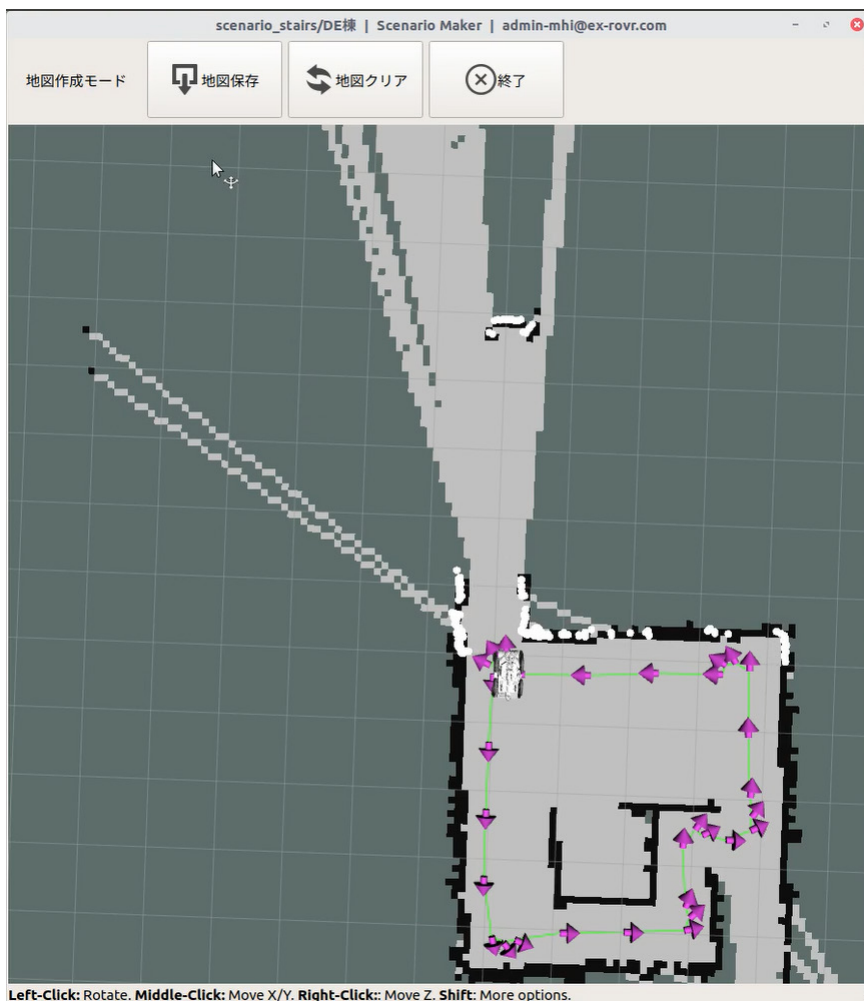 scenario_stairs/DE棟 | Scenario Maker | admin-mhi@ex-rovr.com
地図作成モード 地図保存 地図クリア 終了
Left-Click: Rotate. Middle-Click: Move X/Y. Right-Click:: Move Z. Shift: More options.